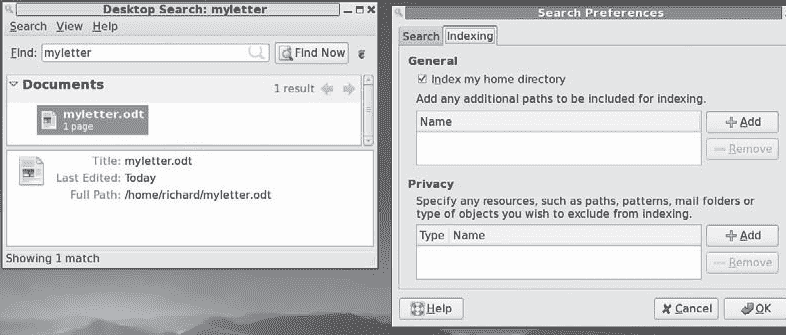 Desktop Search: myletter
Search View Help
Find: myletter Find Now
Documents 1 result
myletter.odt
1 page
Title: myletter.odt
Last Edited: Today
Full Path: /home/richard/myletter.odt
Showing 1 match
Search Preferences
Search Indexing
General
Index my home directory
Add any additional paths to be included for indexing.
Name
Add
Remove
Privacy
Specify any resources, such as paths, patterns, mail folders or
type of objects you wish to exclude from indexing.
Type Name
Add
Remove
Help Cancel OK